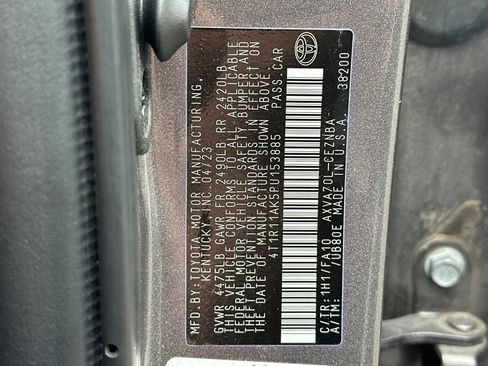 MFD.BY:TOYOTA MOTOR MANUFACTURING,
KENTUCKY, INC. 04/23
GVWR 4475LB GAWR FR 2490LB RR 2420LB
THIS VEHICLE CONFORMS TO ALL APPLICABLE
FEDERAL MOTOR VEHICLE SAFETY, BUMPER AND
THEFT PREVENTION STANDARDS IN EFFECT ON
THE DATE OF MANUFACTURE SHOWN ABOVE.
4T1R11AK5PU153885 PASS.CAR
C/TR:1H1/FA10 AXVA70L-CEZNBA
A/TM: /UB80E MADE IN U.S.A.
38200